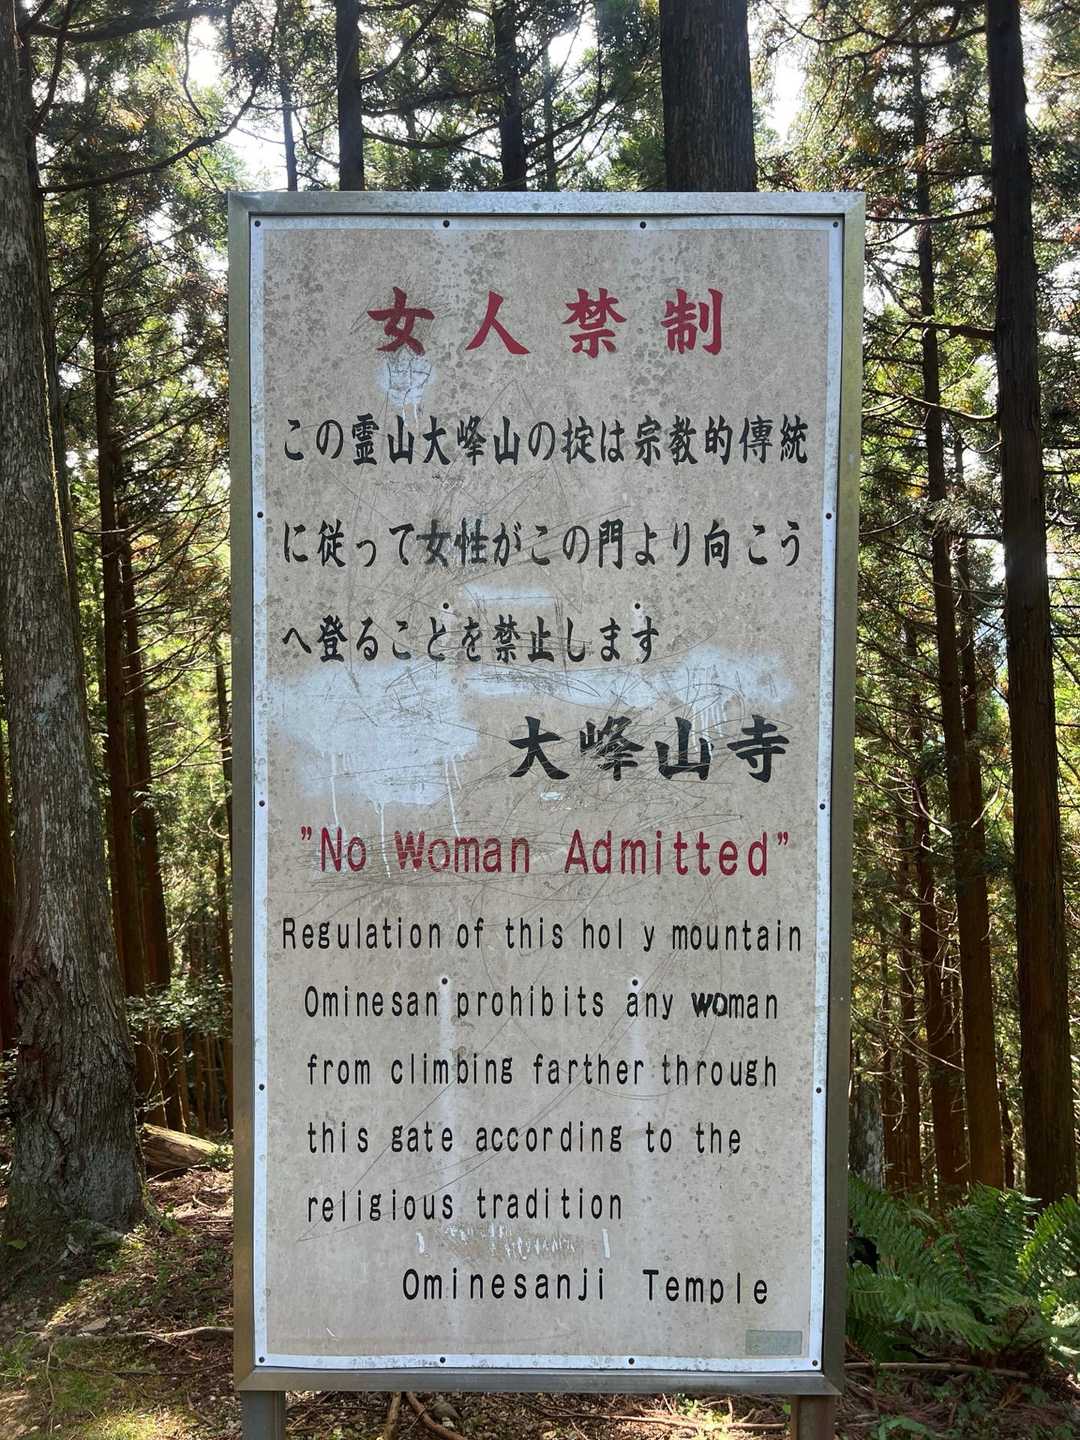 女人禁制
この霊山大峰山の掟は宗教的傳統
に従って女性がこの門より向こう
へ登ることを禁止します
大峰山寺
"No Woman Admitted"
Regulation of this holy mountain
Ominesan prohibits any woman
from climbing farther through
this gate according to the
religious tradition
Ominesanji Temple